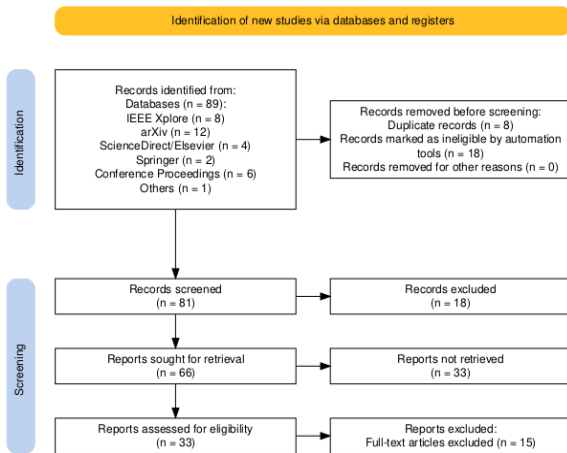 Identification of new studies via databases and registers
Identification
Records identified from:
Databases (n = 89):
IEEE Xplore (n = 8)
arXiv (n = 12)
ScienceDirect/Elsevier (n = 4)
Springer (n = 2)
Conference Proceedings (n = 6)
Others (n = 1)
Records removed before screening:
Duplicate records (n = 8)
Records marked as ineligible by automation
tools (n = 18)
Records removed for other reasons (n = 0)
Screening
Records screened
(n = 81)
Records excluded
(n = 18)
Reports sought for retrieval
(n = 66)
Reports not retrieved
(n = 33)
Reports assessed for eligibility
(n = 33)
Reports excluded:
Full-text articles excluded (n = 15)